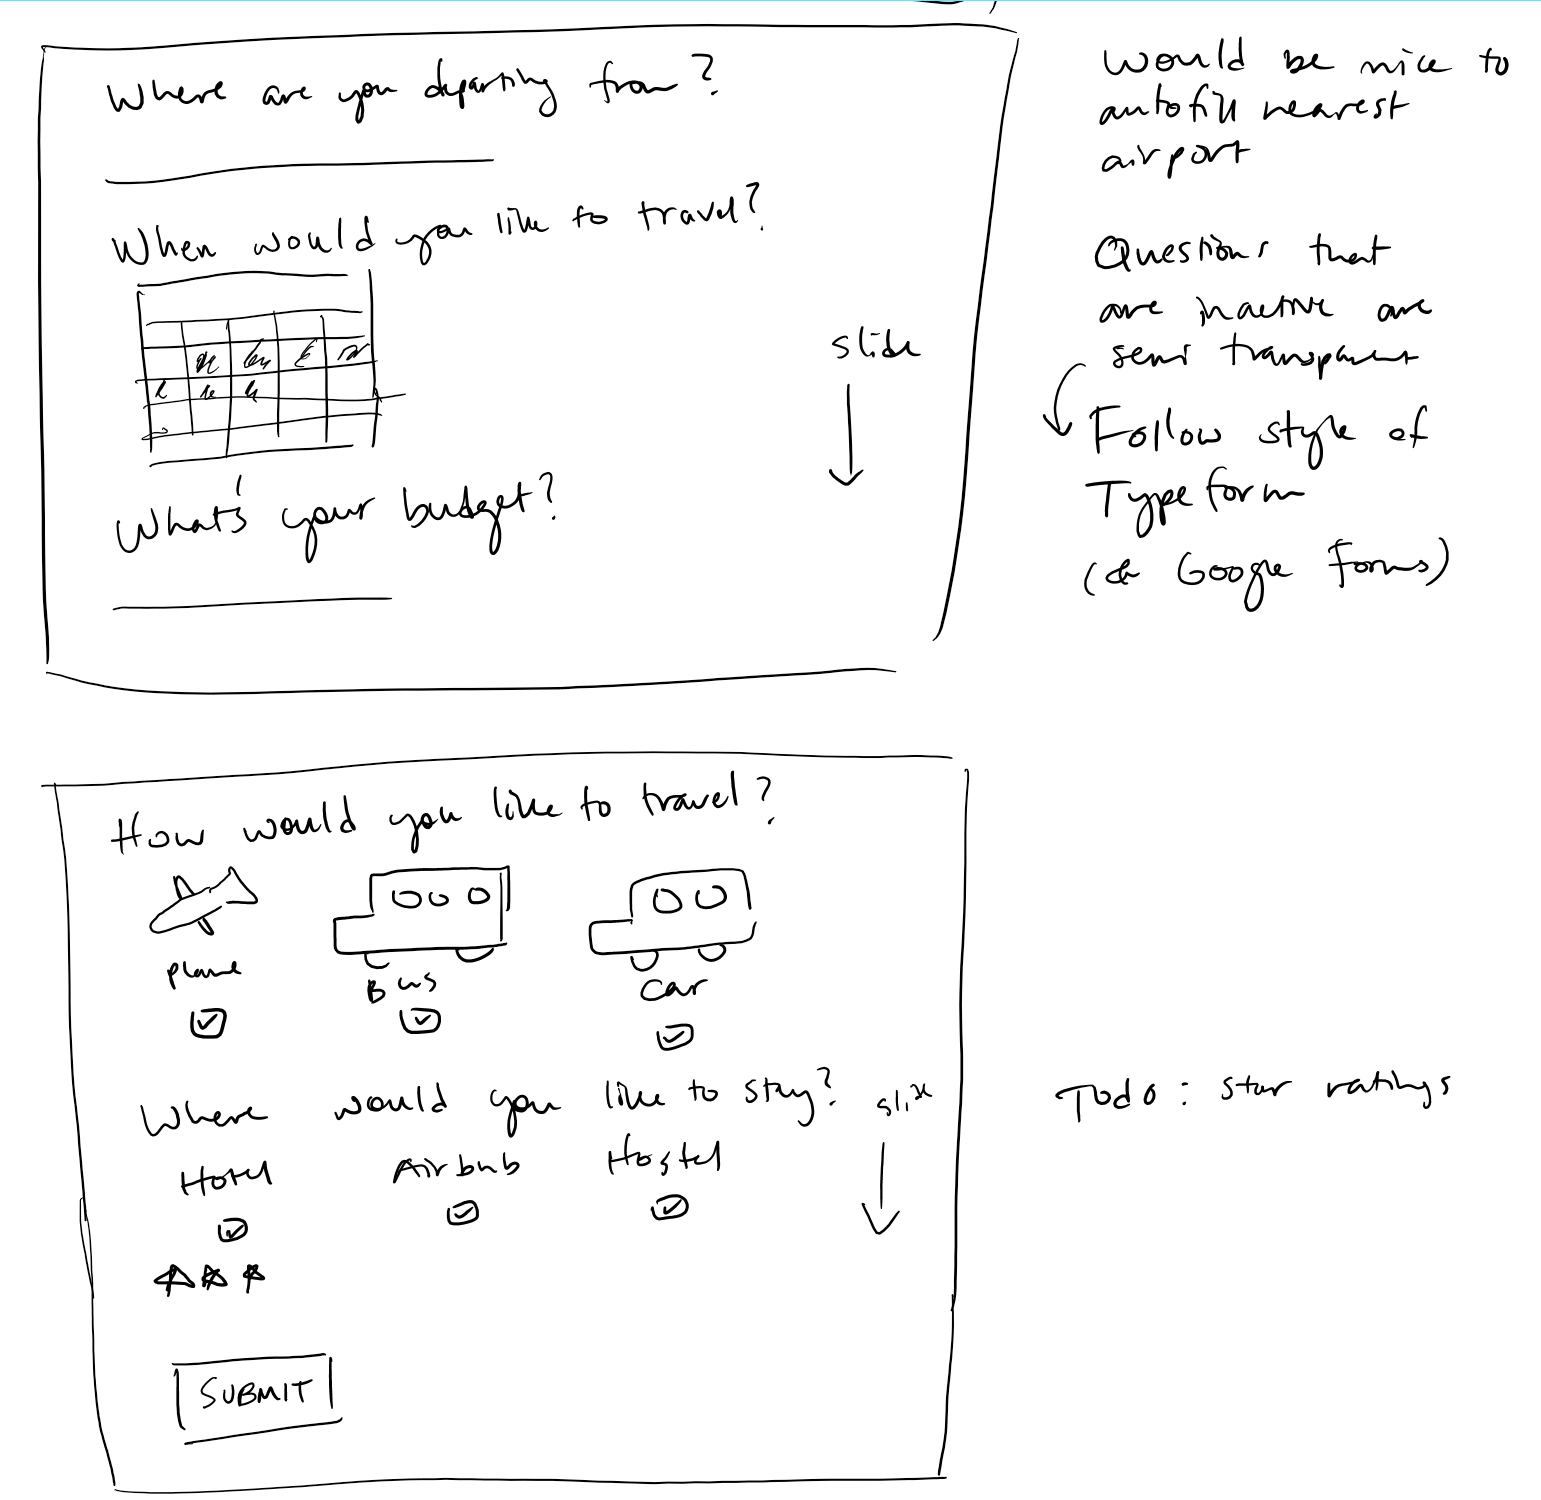 Where are you departing from?
When would you like to travel?
What's your budget?
slide
would be nice to
autofill nearest
airport
Questions that
are inactive are
semi transparent
Follow style of
Typeform
(& Google Forms)
How would you like to travel?
plane
Bus
car
Where would you like to stay?
slide
Hotel
Airbnb
Hostel
SUBMIT
Todo: star ratings